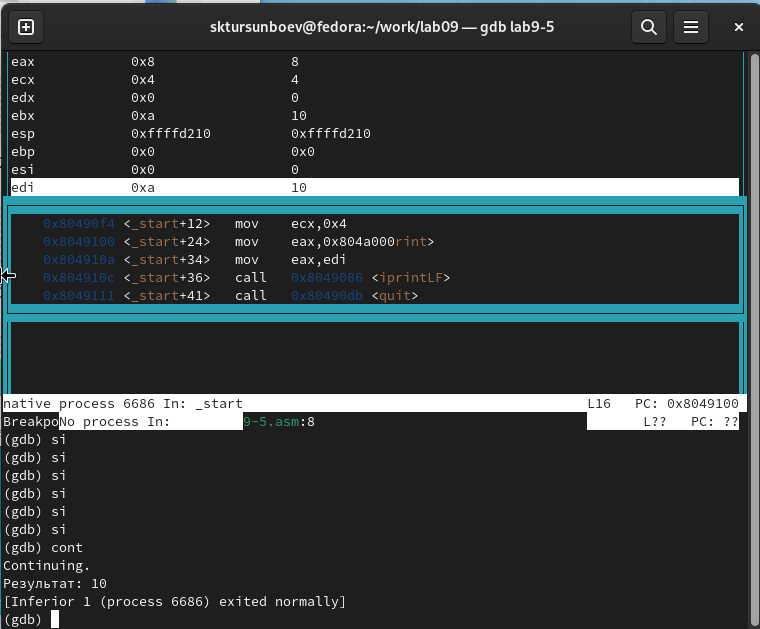 sktursunboev@fedora:~/work/lab09 — gdb lab9-5
eax 0x8 8
ecx 0x4 4
edx 0x0 0
ebx 0xa 10
esp 0xffffd210 0xffffd210
ebp 0x0 0x0
esi 0x0 0
edi 0xa 10
0x80490f4 <_start+12> mov ecx,0x4
0x8049100 <_start+24> mov eax,0x804a000rint>
0x804910a <_start+34> mov eax,edi
0x804910c <_start+36> call 0x8049086 <iprintLF>
0x8049111 <_start+41> call 0x80490db <quit>
native process 6686 In: _start L16 PC: 0x8049100
BreakpoNo process In: 9-5.asm:8 L?? PC: ??
(gdb) si
(gdb) si
(gdb) si
(gdb) si
(gdb) si
(gdb) si
(gdb) cont
Continuing.
Результат: 10
[Inferior 1 (process 6686) exited normally]
(gdb)